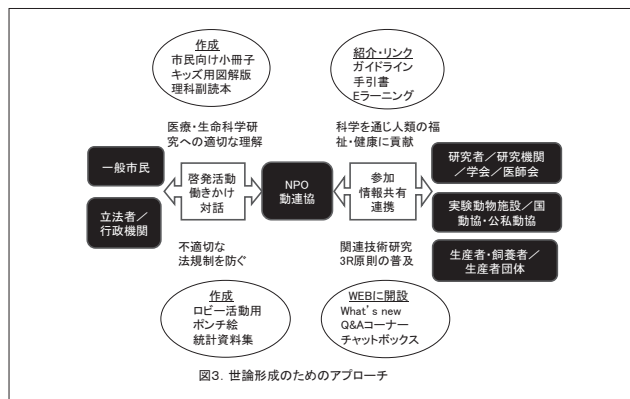 作成
市民向け小冊子
キッズ用図解版
理科副読本
紹介・リンク
ガイドライン
手引書
Eラーニング
医療・生命科学研
究への適切な理解
科学を通じ人類の福
祉・健康に貢献
一般市民
立法者／
行政機関
啓発活動
働きかけ
対話
NPO
動連協
参加
情報共有
連携
研究者／研究機関
／学会／医師会
実験動物施設／国
動協・公私動協
生産者・飼養者／
生産者団体
不適切な
法規制を防ぐ
関連技術研究
3R原則の普及
作成
ロビー活動用
ポンチ絵
統計資料集
WEBに開設
What's new
Q&Aコーナー
チャットボックス
図3. 世論形成のためのアプローチ